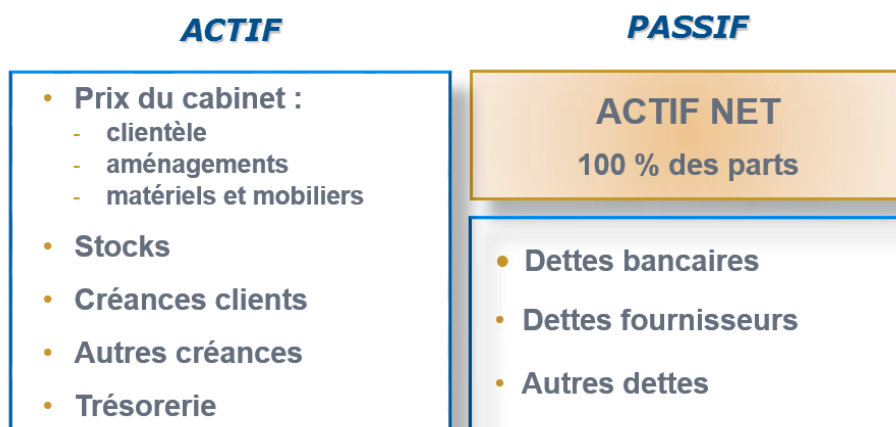 ACTIF
• Prix du cabinet :
- clientèle
- aménagements
- matériels et mobiliers
• Stocks
• Créances clients
• Autres créances
• Trésorerie
PASSIF
ACTIF NET
100 % des parts
• Dettes bancaires
• Dettes fournisseurs
• Autres dettes